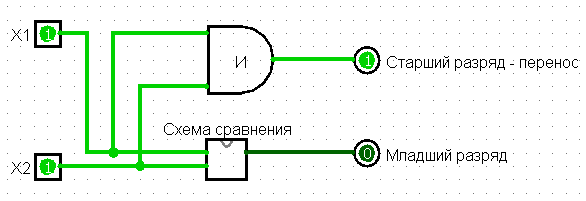 X1 1
И
1 Старший разряд - перенос
Схема сравнения
X2 1
0 Младший разряд